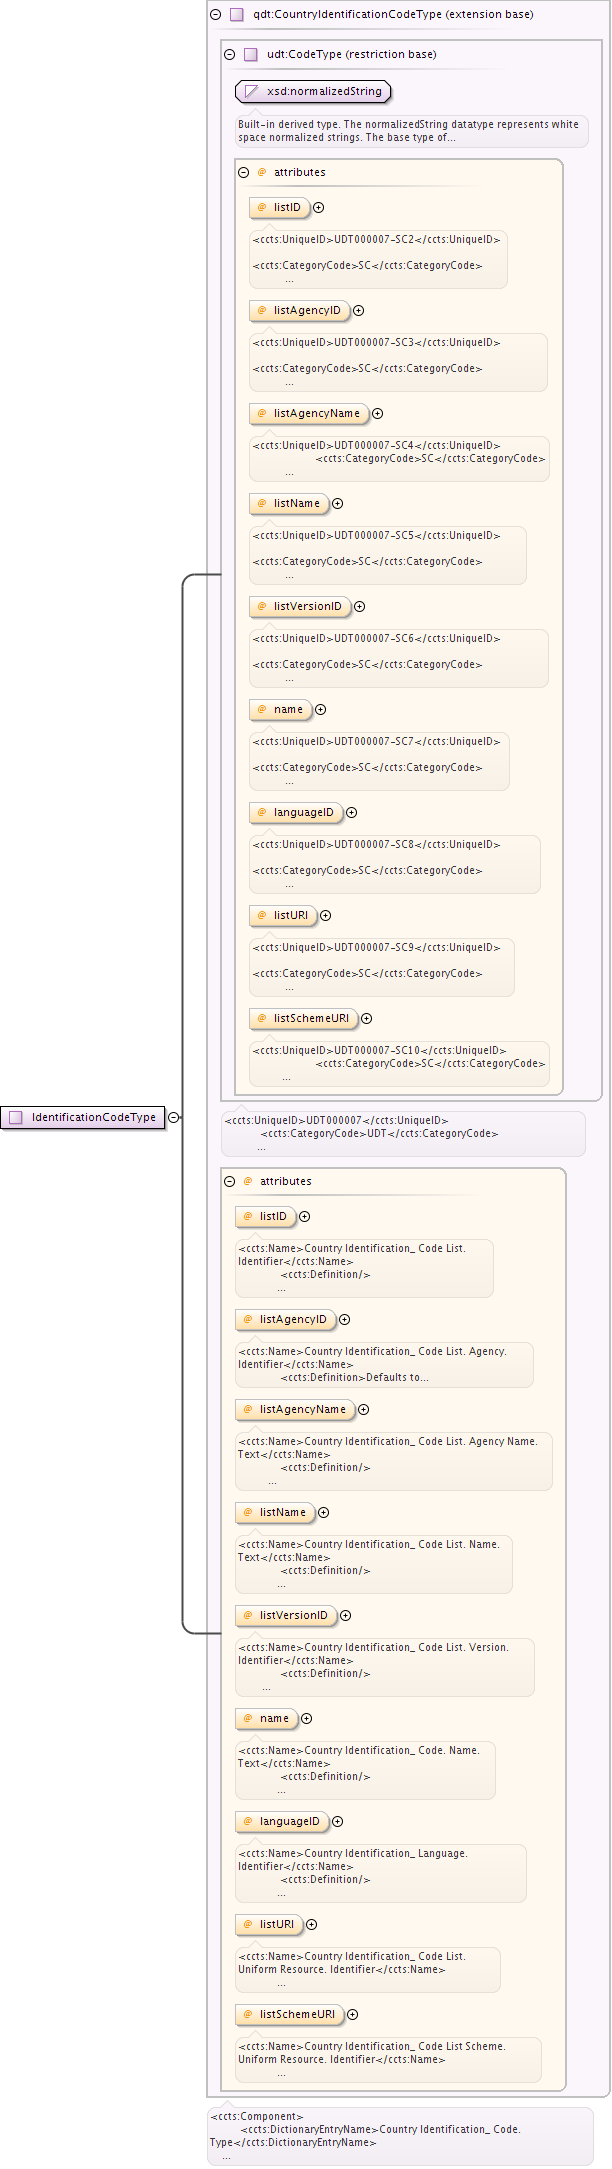 qdt:CountryIdentificationCodeType (extension base)
udt:CodeType (restriction base)
xsd:normalizedString
Built-in derived type. The normalizedString datatype represents white
space normalized strings. The base type of...
@ attributes
@ listID
<ccts:UniqueID>UDT000007-SC2</ccts:UniqueID>
<ccts:CategoryCode>SC</ccts:CategoryCode>
...
@ listAgencyID
<ccts:UniqueID>UDT000007-SC3</ccts:UniqueID>
<ccts:CategoryCode>SC</ccts:CategoryCode>
...
@ listAgencyName
<ccts:UniqueID>UDT000007-SC4</ccts:UniqueID>
<ccts:CategoryCode>SC</ccts:CategoryCode>
...
@ listName
<ccts:UniqueID>UDT000007-SC5</ccts:UniqueID>
<ccts:CategoryCode>SC</ccts:CategoryCode>
...
@ listVersionID
<ccts:UniqueID>UDT000007-SC6</ccts:UniqueID>
<ccts:CategoryCode>SC</ccts:CategoryCode>
...
@ name
<ccts:UniqueID>UDT000007-SC7</ccts:UniqueID>
<ccts:CategoryCode>SC</ccts:CategoryCode>
...
@ languageID
<ccts:UniqueID>UDT000007-SC8</ccts:UniqueID>
<ccts:CategoryCode>SC</ccts:CategoryCode>
...
@ listURI
<ccts:UniqueID>UDT000007-SC9</ccts:UniqueID>
<ccts:CategoryCode>SC</ccts:CategoryCode>
...
@ listSchemeURI
<ccts:UniqueID>UDT000007-SC10</ccts:UniqueID>
<ccts:CategoryCode>SC</ccts:CategoryCode>
...
IdentificationCodeType
<ccts:UniqueID>UDT000007</ccts:UniqueID>
<ccts:CategoryCode>UDT</ccts:CategoryCode>
...
@ attributes
@ listID
<ccts:Name>Country Identification_ Code List.
Identifier</ccts:Name>
<ccts:Definition/>
...
@ listAgencyID
<ccts:Name>Country Identification_ Code List. Agency.
Identifier</ccts:Name>
<ccts:Definition>Defaults to...
@ listAgencyName
<ccts:Name>Country Identification_ Code List. Agency Name.
Text</ccts:Name>
<ccts:Definition/>
...
@ listName
<ccts:Name>Country Identification_ Code List. Name.
Text</ccts:Name>
<ccts:Definition/>
...
@ listVersionID
<ccts:Name>Country Identification_ Code List. Version.
Identifier</ccts:Name>
<ccts:Definition/>
...
@ name
<ccts:Name>Country Identification_ Code. Name.
Text</ccts:Name>
<ccts:Definition/>
...
@ languageID
<ccts:Name>Country Identification_ Language.
Identifier</ccts:Name>
<ccts:Definition/>
...
@ listURI
<ccts:Name>Country Identification_ Code List.
Uniform Resource. Identifier</ccts:Name>
...
@ listSchemeURI
<ccts:Name>Country Identification_ Code List Scheme.
Uniform Resource. Identifier</ccts:Name>
...
<ccts:Component>
<ccts:DictionaryEntryName>Country Identification_ Code.
Type</ccts:DictionaryEntryName>
...